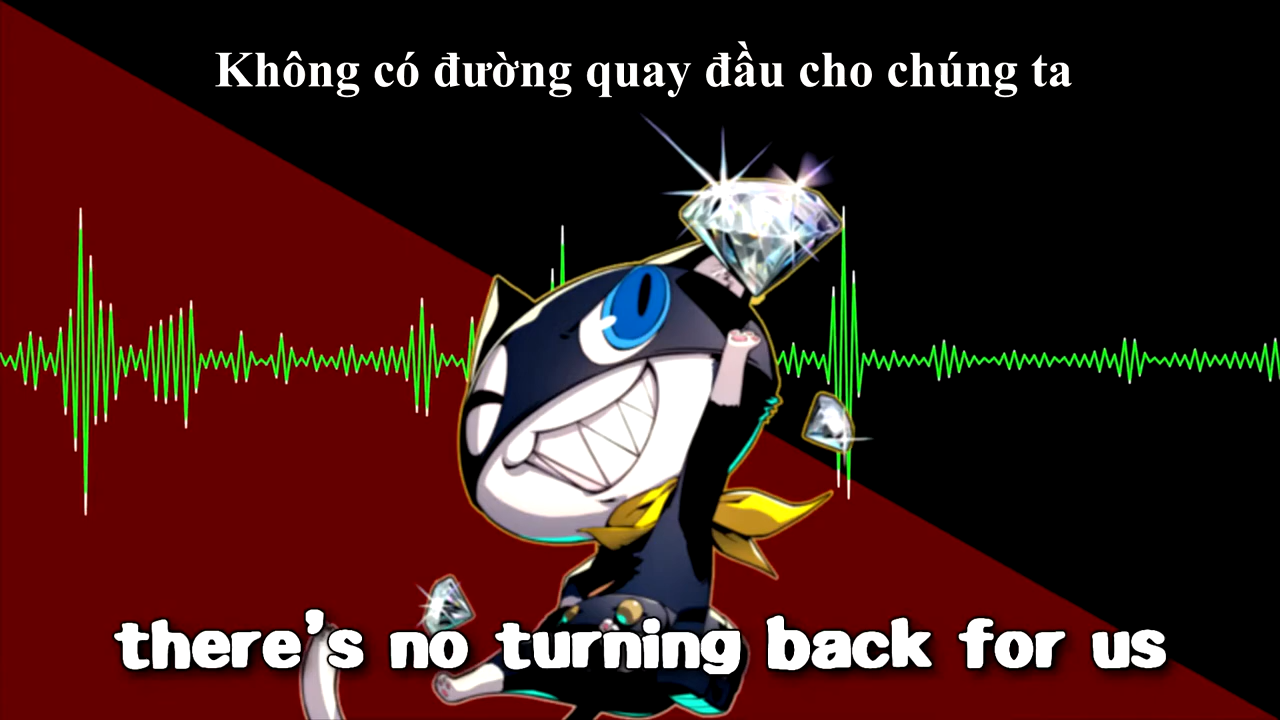 Không có đường quay đầu cho chúng ta
there's no turning back for us